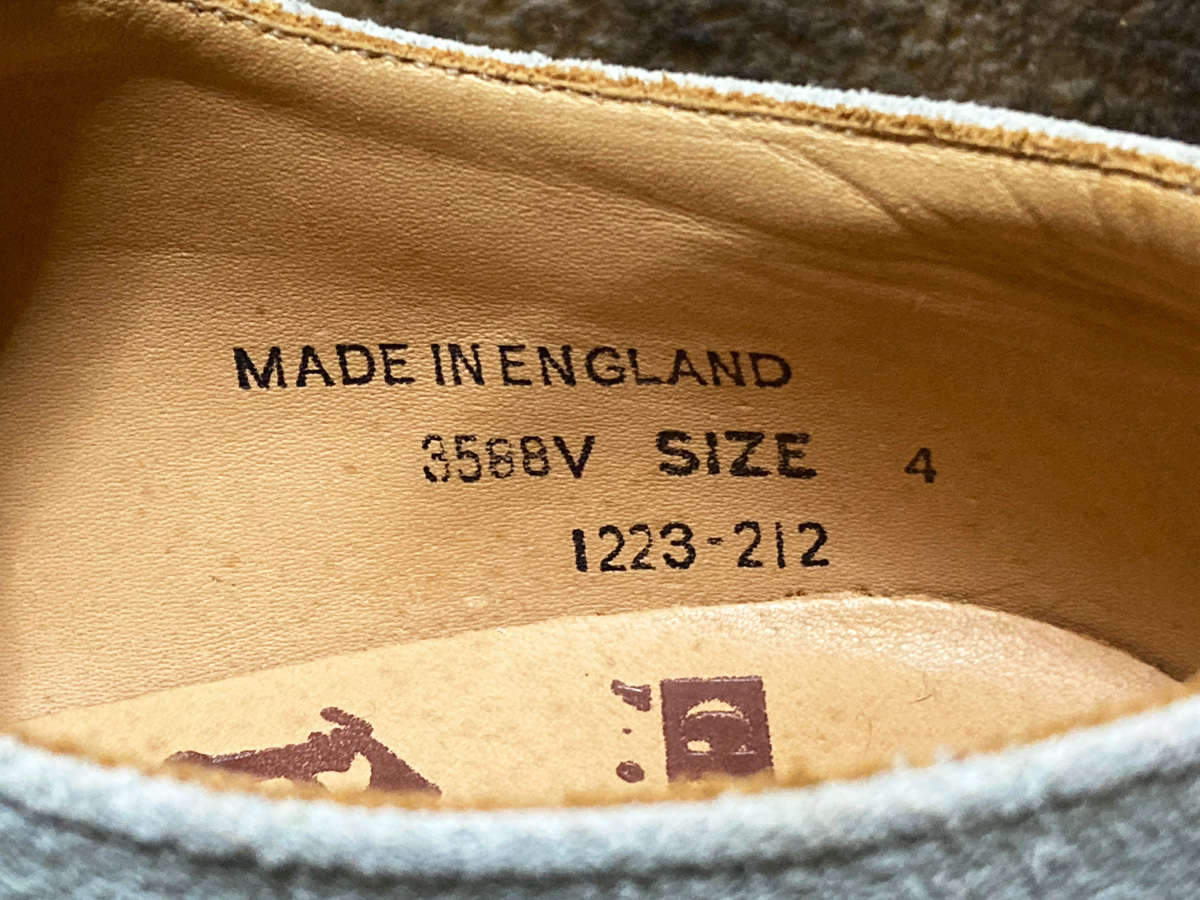 MADE IN ENGLAND
3588V SIZE 4
1223-212